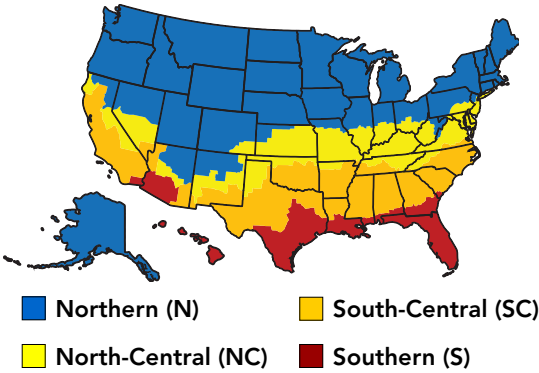 Northern (N)
South-Central (SC)
North-Central (NC)
Southern (S)